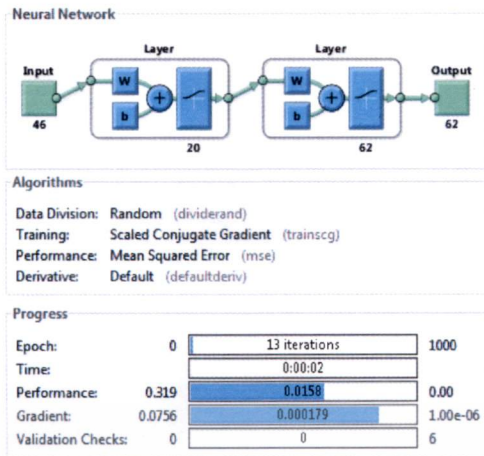 Neural Network
Layer Layer
Input Output
W W
b b
+ +
46 20 62 62
Algorithms
Data Division: Random (dividerand)
Training: Scaled Conjugate Gradient (trainscg)
Performance: Mean Squared Error (mse)
Derivative: Default (defaultderiv)
Progress
Epoch: 0 13 iterations 1000
Time: 0:00:02
Performance: 0.319 0.0158 0.00
Gradient: 0.0756 0.000179 1.00e-06
Validation Checks: 0 0 6